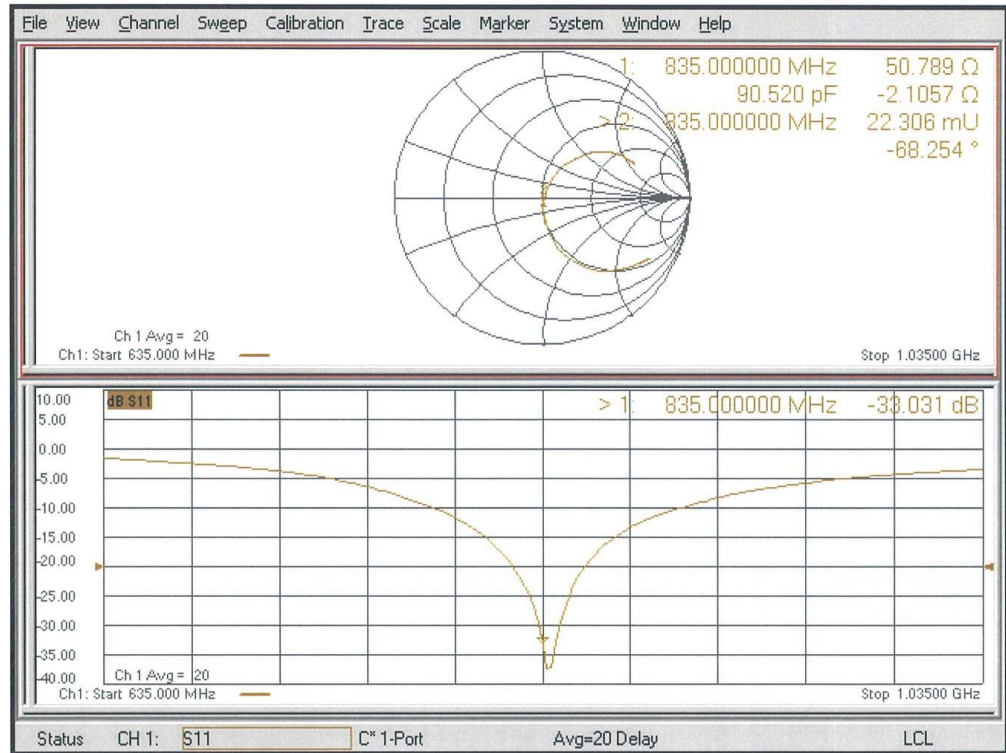 File View Channel Sweep Calibration Trace Scale Marker System Window Help
1: 835.000000 MHz 50.789 Ω
90.520 pF -2.1057 Ω
> 2: 835.000000 MHz 22.306 mU
-68.254 °
Ch 1 Avg = 20
Ch1: Start 635.000 MHz
Stop 1.03500 GHz
10.00
dB S11
> 1: 835.000000 MHz -33.031 dB
5.00
0.00
-5.00
-10.00
-15.00
-20.00
-25.00
-30.00
-35.00
-40.00
Ch 1 Avg = 20
Ch1: Start 635.000 MHz
Stop 1.03500 GHz
Status CH 1: S11 C* 1-Port Avg=20 Delay LCL